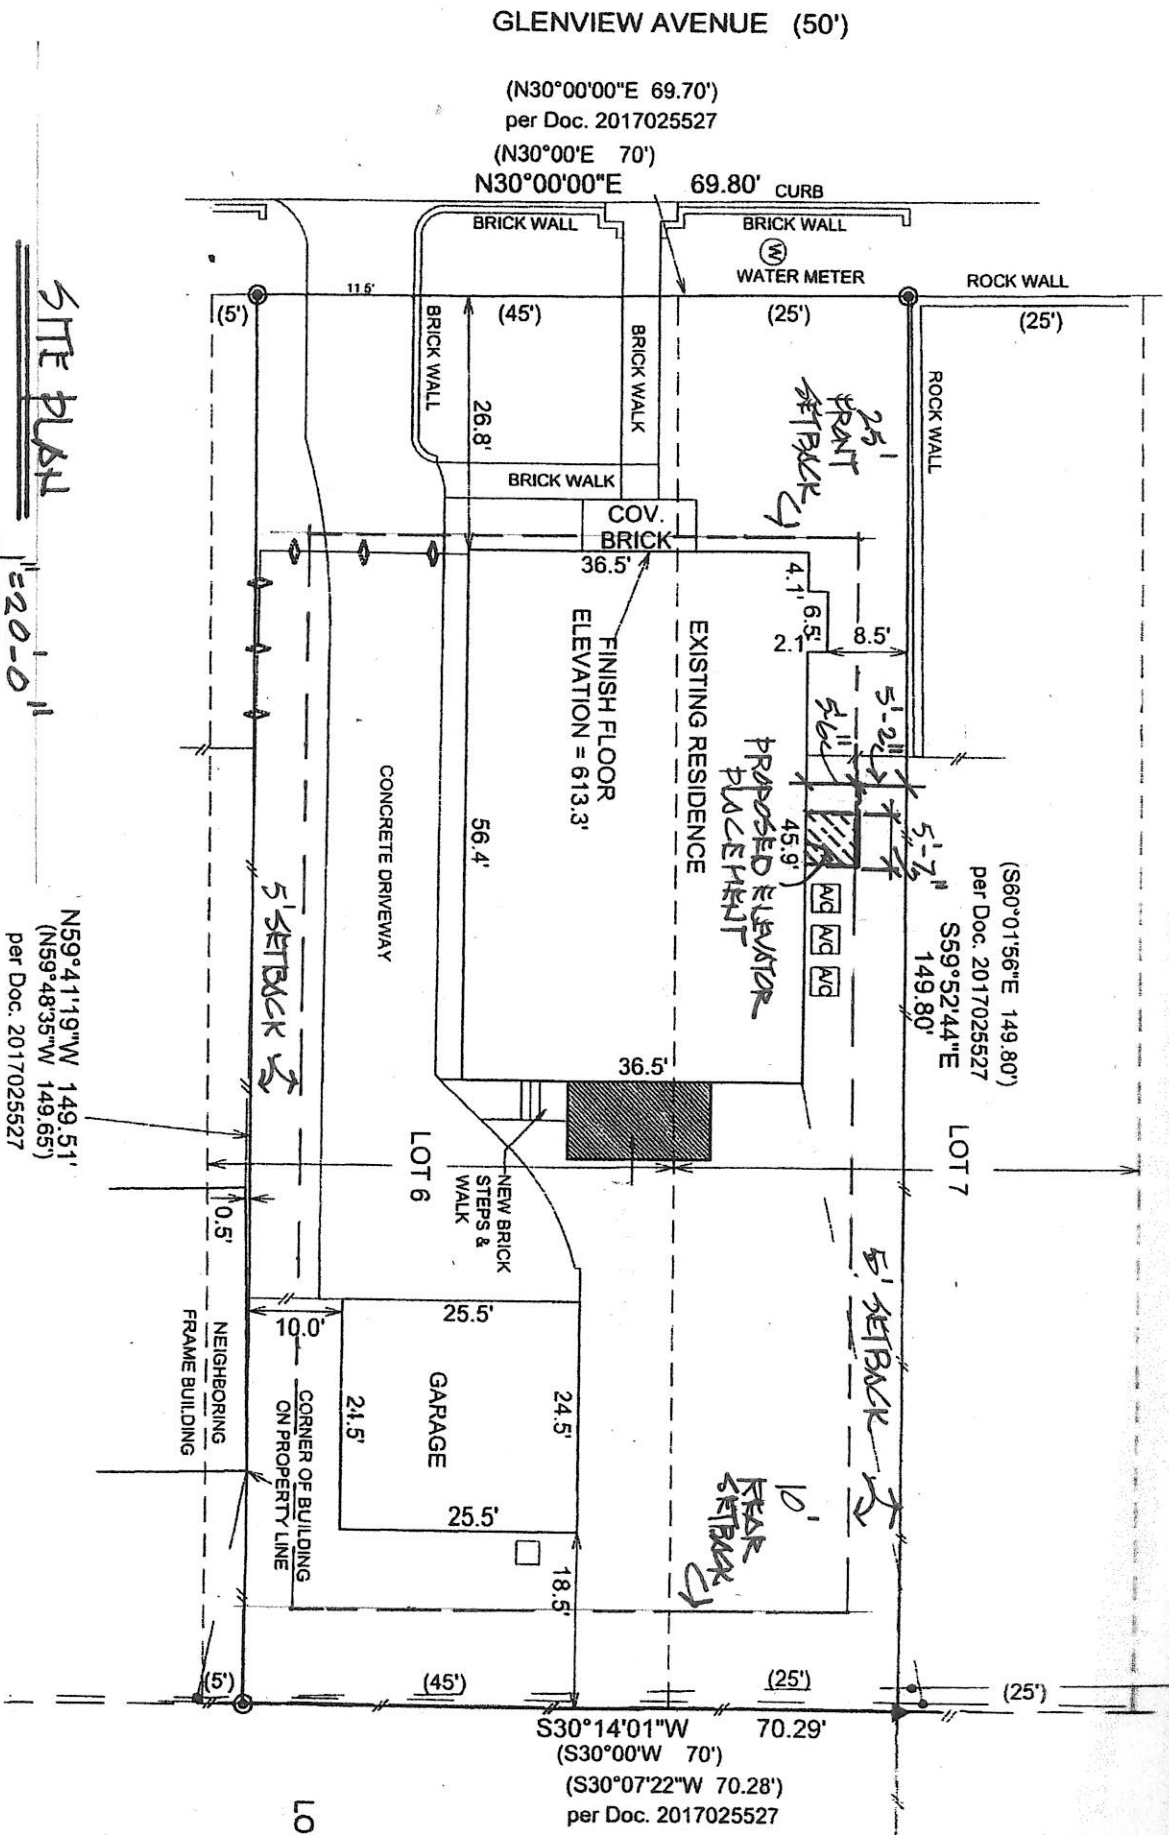 GLENVIEW AVENUE (50')
(N30°00'00"E 69.70')
per Doc. 2017025527
(N30°00'E 70')
N30°00'00"E 69.80'
CURB
BRICK WALL
BRICK WALL
W
WATER METER
ROCK WALL
(5')
11.5'
(45')
(25')
(25')
BRICK WALL
BRICK WALK
ROCK WALL
26.8'
25'
FRONT
SETBACK
BRICK WALK
COV.
BRICK
36.5'
4.1'
6.5'
2.1'
8.5'
FINISH FLOOR
ELEVATION = 613.3'
EXISTING RESIDENCE
5'-2"
5'6"
5'-7"
PROPOSED ELEVATOR
PLACEMENT
45.9'
A/C
A/C
A/C
SITE PLAN
1"=20'-0"
CONCRETE DRIVEWAY
56.4'
(S60°01'56"E 149.80')
per Doc. 2017025527
S59°52'44"E
149.80'
5' SETBACK
N59°41'19"W 149.51'
(N59°48'35"W 149.65')
per Doc. 2017025527
36.5'
LOT 6
LOT 7
NEW BRICK
STEPS &
WALK
0.5'
5' SETBACK
10.0'
25.5'
GARAGE
24.5'
24.5'
25.5'
NEIGHBORING
FRAME BUILDING
CORNER OF BUILDING
ON PROPERTY LINE
10'
REAR
SETBACK
18.5'
(5')
(45')
(25')
(25')
S30°14'01"W 70.29'
(S30°00'W 70')
(S30°07'22"W 70.28')
per Doc. 2017025527
LO